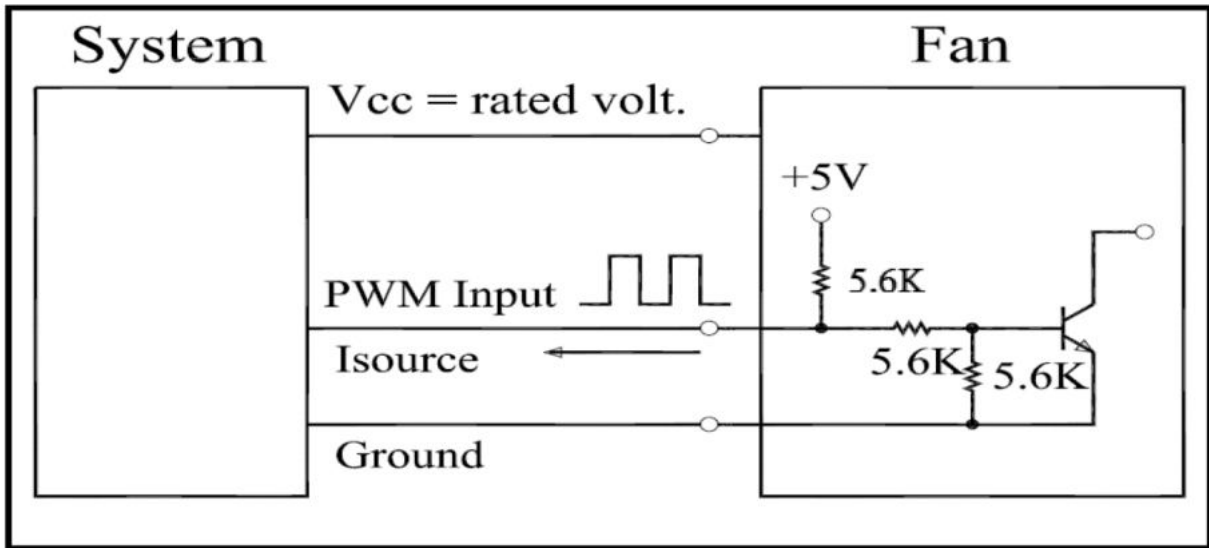 System
Fan
Vcc = rated volt.
+5V
5.6K
PWM Input
5.6K
5.6K
Isource
Ground